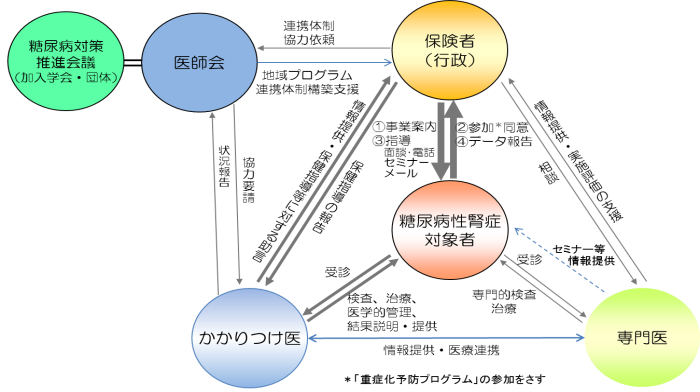 糖尿病対策
推進会議
(加入学会・団体)
医師会
連携体制
協力依頼
地域プログラム
連携体制構築支援
保険者
(行政)
①事業案内
③指導
面談・電話
セミナー
メール
②参加*同意
④データ報告
情報提供・実施評価の支援
相談
情報提供・保健指導等に対する助言
保健指導の報告
状況報告
協力要請
糖尿病性腎症
対象者
セミナー等
情報提供
受診
受診
検査、治療、
医学的管理、
結果説明・提供
専門的検査
治療
かかりつけ医
専門医
情報提供・医療連携
*「重症化予防プログラム」の参加をさす